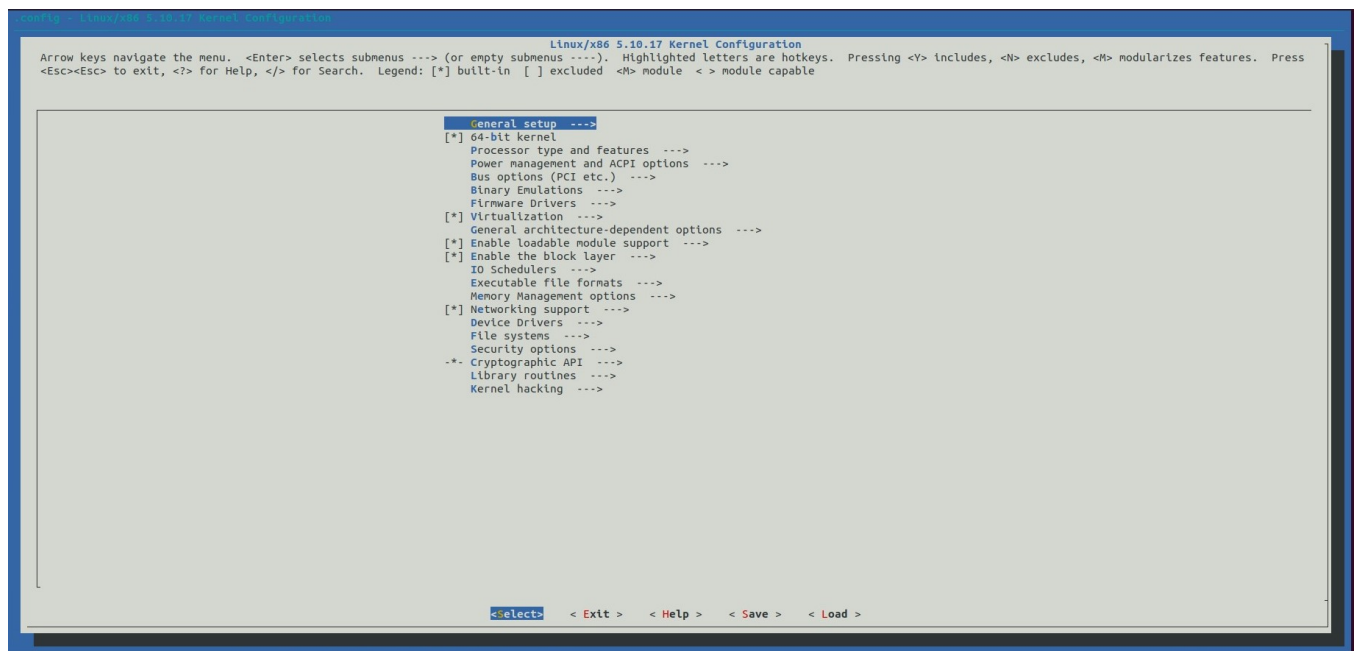 .config - Linux/x86 5.10.17 Kernel Configuration
Linux/x86 5.10.17 Kernel Configuration
Arrow keys navigate the menu. <Enter> selects submenus ---> (or empty submenus ----). Highlighted letters are hotkeys. Pressing <Y> includes, <N> excludes, <M> modularizes features. Press
<Esc><Esc> to exit, <?> for Help, </> for Search. Legend: [*] built-in [ ] excluded <M> module < > module capable
General setup --->
[*] 64-bit kernel
Processor type and features --->
Power management and ACPI options --->
Bus options (PCI etc.) --->
Binary Emulations --->
Firmware Drivers --->
[*] Virtualization --->
General architecture-dependent options --->
[*] Enable loadable module support --->
[*] Enable the block layer --->
IO Schedulers --->
Executable file formats --->
Memory Management options --->
[*] Networking support --->
Device Drivers --->
File systems --->
Security options --->
-*- Cryptographic API --->
Library routines --->
Kernel hacking --->
<Select> < Exit > < Help > < Save > < Load >